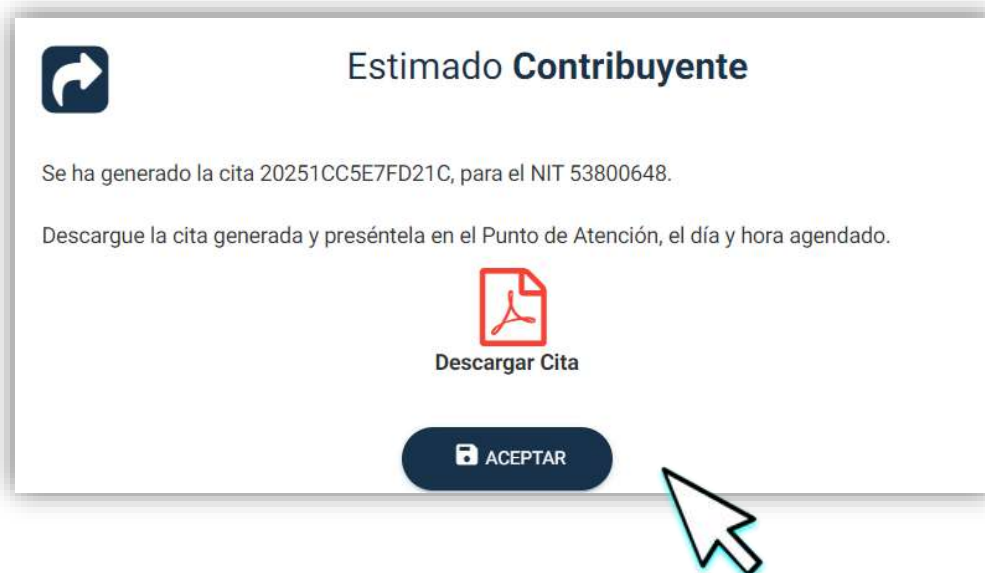 Estimado Contribuyente
Se ha generado la cita 20251CC5E7FD21C, para el NIT 53800648.
Descargue la cita generada y preséntela en el Punto de Atención, el día y hora agendado.
Descargar Cita
ACEPTAR